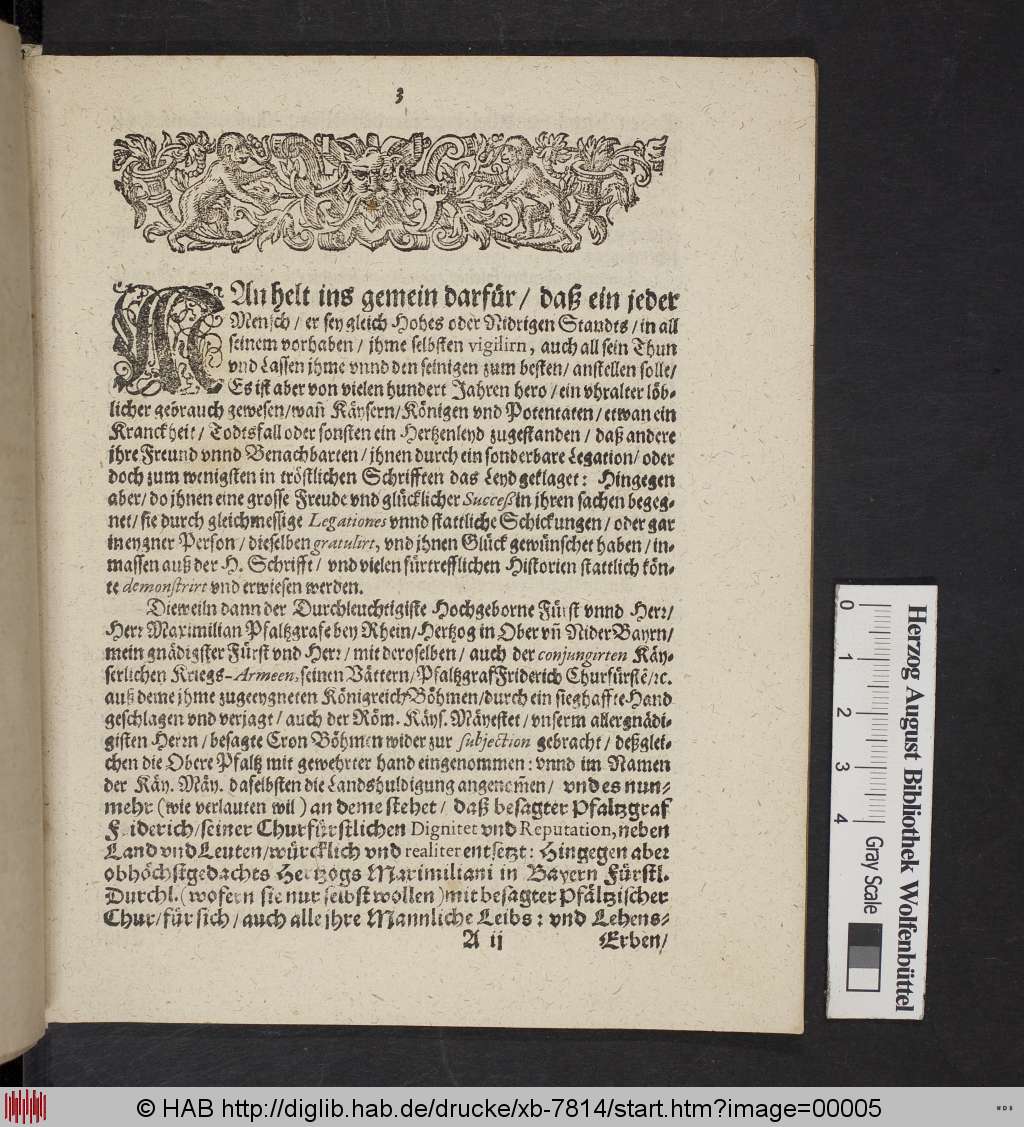 3
MAn helt ins gemein darfür / daß ein jeder
Mensch / er sey gleich Hohes oder Nidrigen Standts / in all
seinem vorhaben / jhme selbsten vigilirn, auch all sein Thun
vnd Lassen jhme vnnd den seinigen zum besten / anstellen solle /
Es ist aber von vielen hundert Jahren hero / ein vhralter löb-
licher gebrauch gewesen / wañ Käysern / Königen vnd Potentaten / etwan ein
Kranckheit / Todtsfall oder sonsten ein Hertzenleyd zugestanden / daß andere
jhre Freund vnnd Benachbarten / jhnen durch ein sonderbare Legation / oder
doch zum wenigsten in tröstlichen Schrifften das Leyd geklaget: Hingegen
aber / do jhnen eine grosse Freude vnd glücklicher Succeß in jhren sachen begeg-
net / sie durch gleichmessige Legationes vnnd stattliche Schickungen / oder gar
in eygner Person / dieselben gratulirt, vnd jhnen Glück gewünschet haben / in-
massen auß der H. Schrifft / vnd vielen fürtrefflichen Historien stattlich kön-
te demonstrirt vnd erwiesen werden.
Dieweiln dann der Durchleuchtigiste Hochgeborne Fürst vnnd Herr /
Herr Maximilian Pfaltzgrafe bey Rhein / Hertzog in Ober vñ Nider Bayrn /
mein gnädigster Fürst vnd Herr / mit deroselben / auch der conjungirten Käy-
serlichen Kriegs-Armeen, seinen Vättern / Pfaltzgraf Friderich Churfürstẽ / ꝛc.
auß deme jhme zugeeygneten Königreich Böhmen / durch ein sieghaffte Hand
geschlagen vnd verjagt / auch der Röm. Käys. Mäyestet / vnserm allergnädi-
gisten Herrn / besagte Cron Böhmen wider zur subjection gebracht / deßglei-
chen die Obere Pfaltz mit gewehrter hand eingenommen: vnnd im Namen
der Käy. Mäy. daselbsten die Landshuldigung angenom̃en / vnd es nun-
mehr (wie verlauten wil) an deme stehet / daß besagter Pfaltzgraf
Friderich / seiner Churfürstlichen Dignitet vnd Reputation, neben
Land vnd Leuten / würcklich vnd realiter entsetzt: Hingegen aber
obhöchstgedachts Hertzogs Maximiliani in Bayern Fürstl.
Durchl. (wofern sie nur selbst wollen) mit besagter Pfältzischer
Chur / für sich / auch alle jhre Mannliche Leibs: vnd Lehens-
A ij Erben /
Herzog August Bibliothek Wolfenbüttel
0 1 2 3 4
Gray Scale
© HAB http://diglib.hab.de/drucke/xb-7814/start.htm?image=00005
WDB